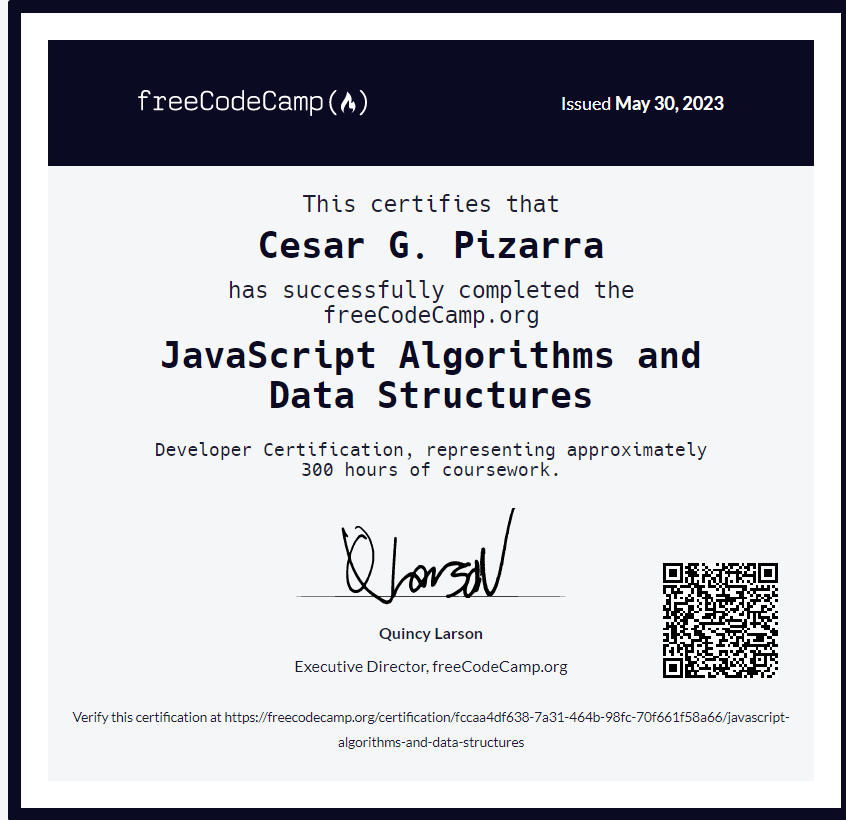 freeCodeCamp
Issued May 30, 2023
This certifies that
Cesar G. Pizarra
has successfully completed the
freeCodeCamp.org
JavaScript Algorithms and
Data Structures
Developer Certification, representing approximately
300 hours of coursework.
Q Larson
Quincy Larson
Executive Director, freeCodeCamp.org
Verify this certification at https://freecodecamp.org/certification/fccaa4df638-7a31-464b-98fc-70f661f58a66/javascript-
algorithms-and-data-structures